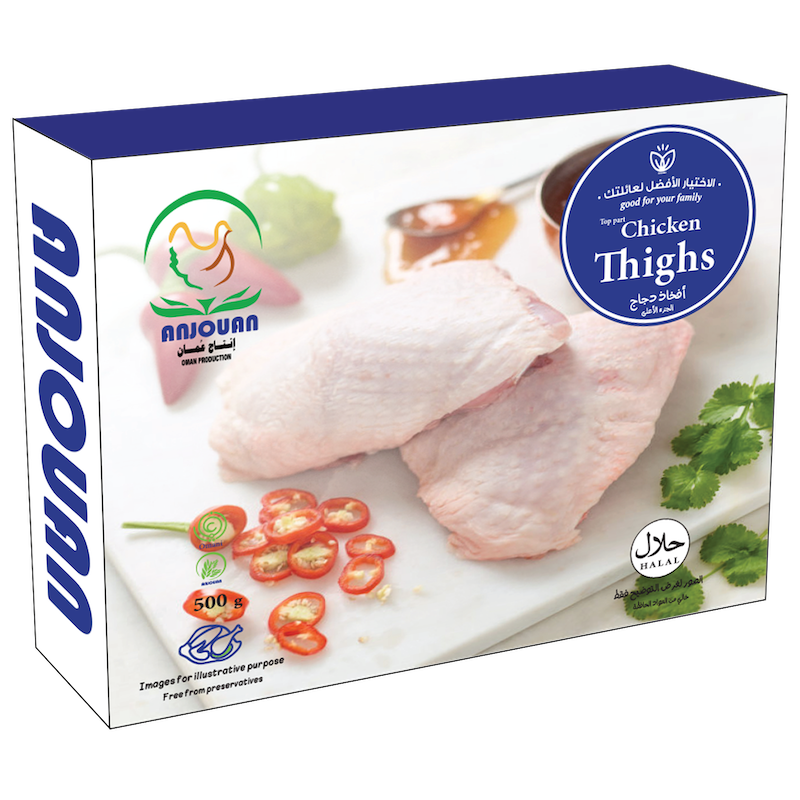 ANJOUAN
ANJOUAN
إنتاج عُمان
OMAN PRODUCTION
الاختيار الأفضل لعائلتك
good for your family
Top part Chicken
Thighs
أفخاذ دجاج
الجزء الأعلى
ANJOUAN
500 g
Images for illustrative purpose
Free from preservatives
حلال
HALAL
الصور لغرض التوضيح فقط
خالي من المواد الحافظة